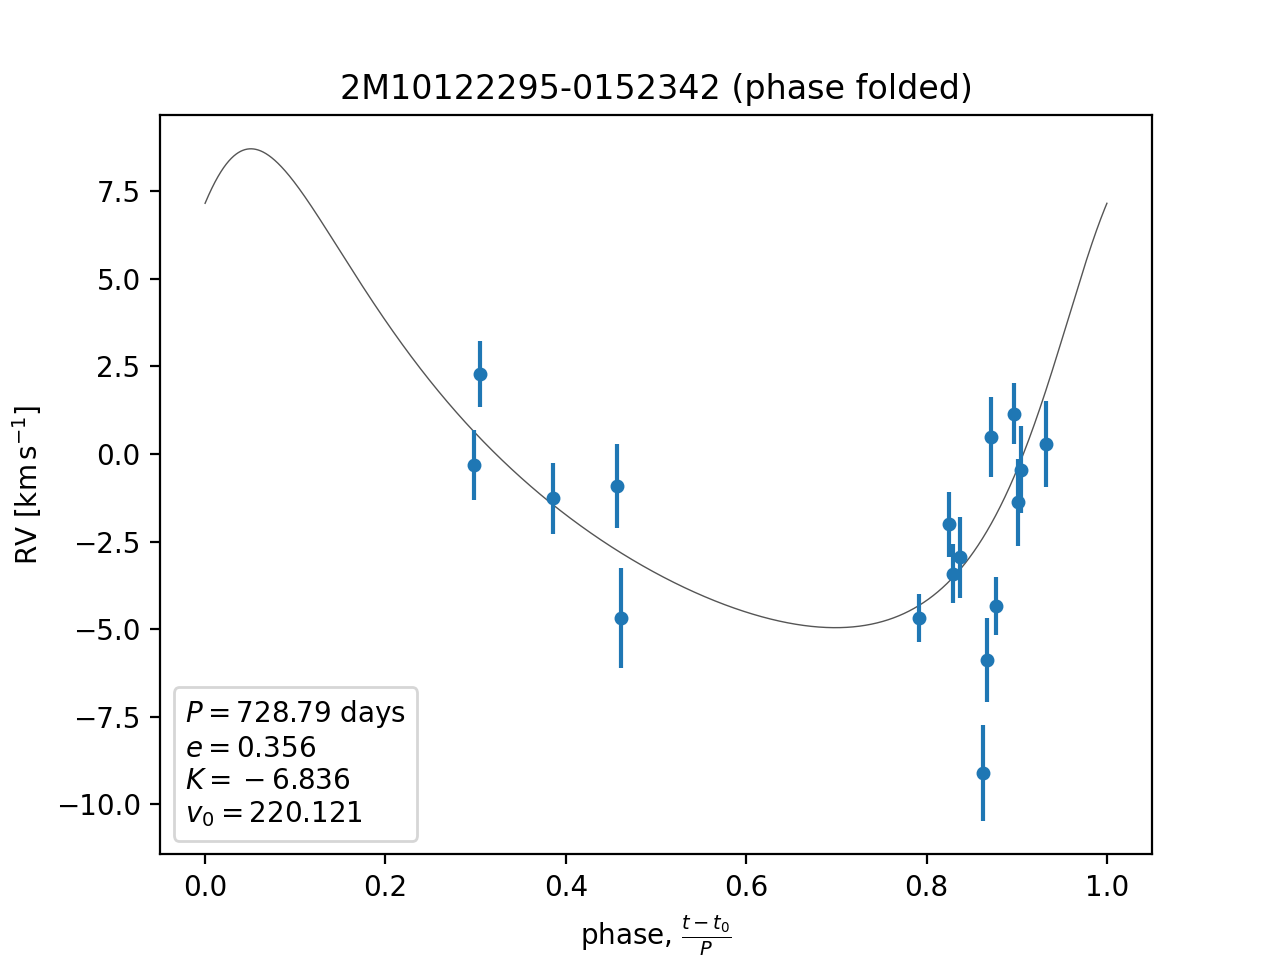 2M10122295-0152342 (phase folded)
RV [km s⁻¹]
7.5
5.0
2.5
0.0
−2.5
−5.0
−7.5
−10.0
P = 728.79 days
e = 0.356
K = −6.836
v₀ = 220.121
0.0 0.2 0.4 0.6 0.8 1.0
phase, (t − t₀)/P